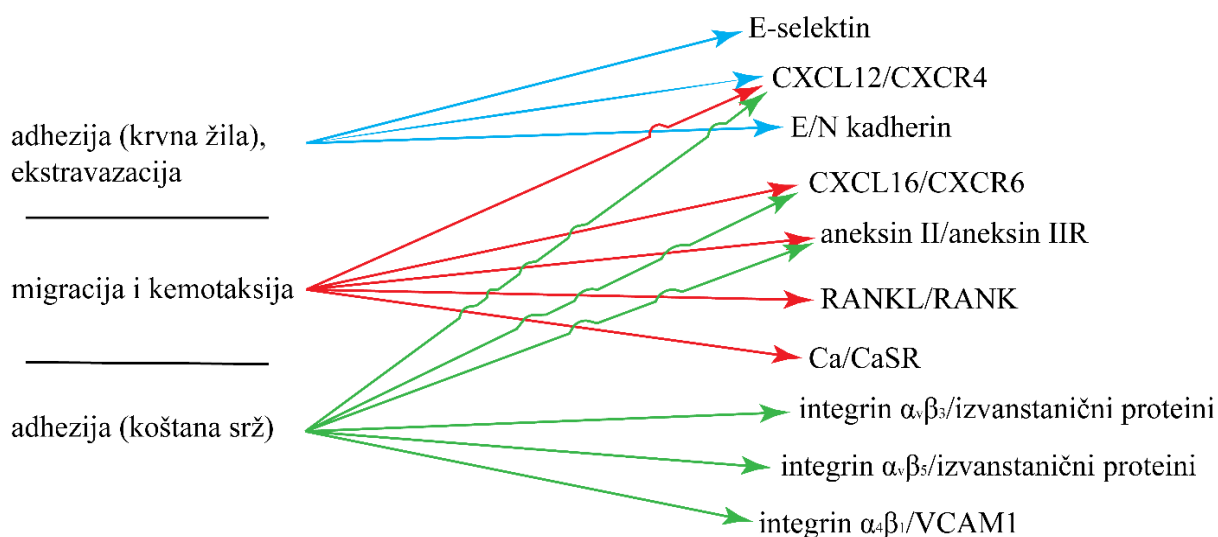 E-selektin
CXCL12/CXCR4
adhezija (krvna žila),
ekstravazacija
E/N kadherin
CXCL16/CXCR6
aneksin II/aneksin IIR
migracija i kemotaksija
RANKL/RANK
Ca/CaSR
adhezija (koštana srž)
integrin αᵥβ₃/izvanstanični proteini
integrin αᵥβ₅/izvanstanični proteini
integrin α₄β₁/VCAM1